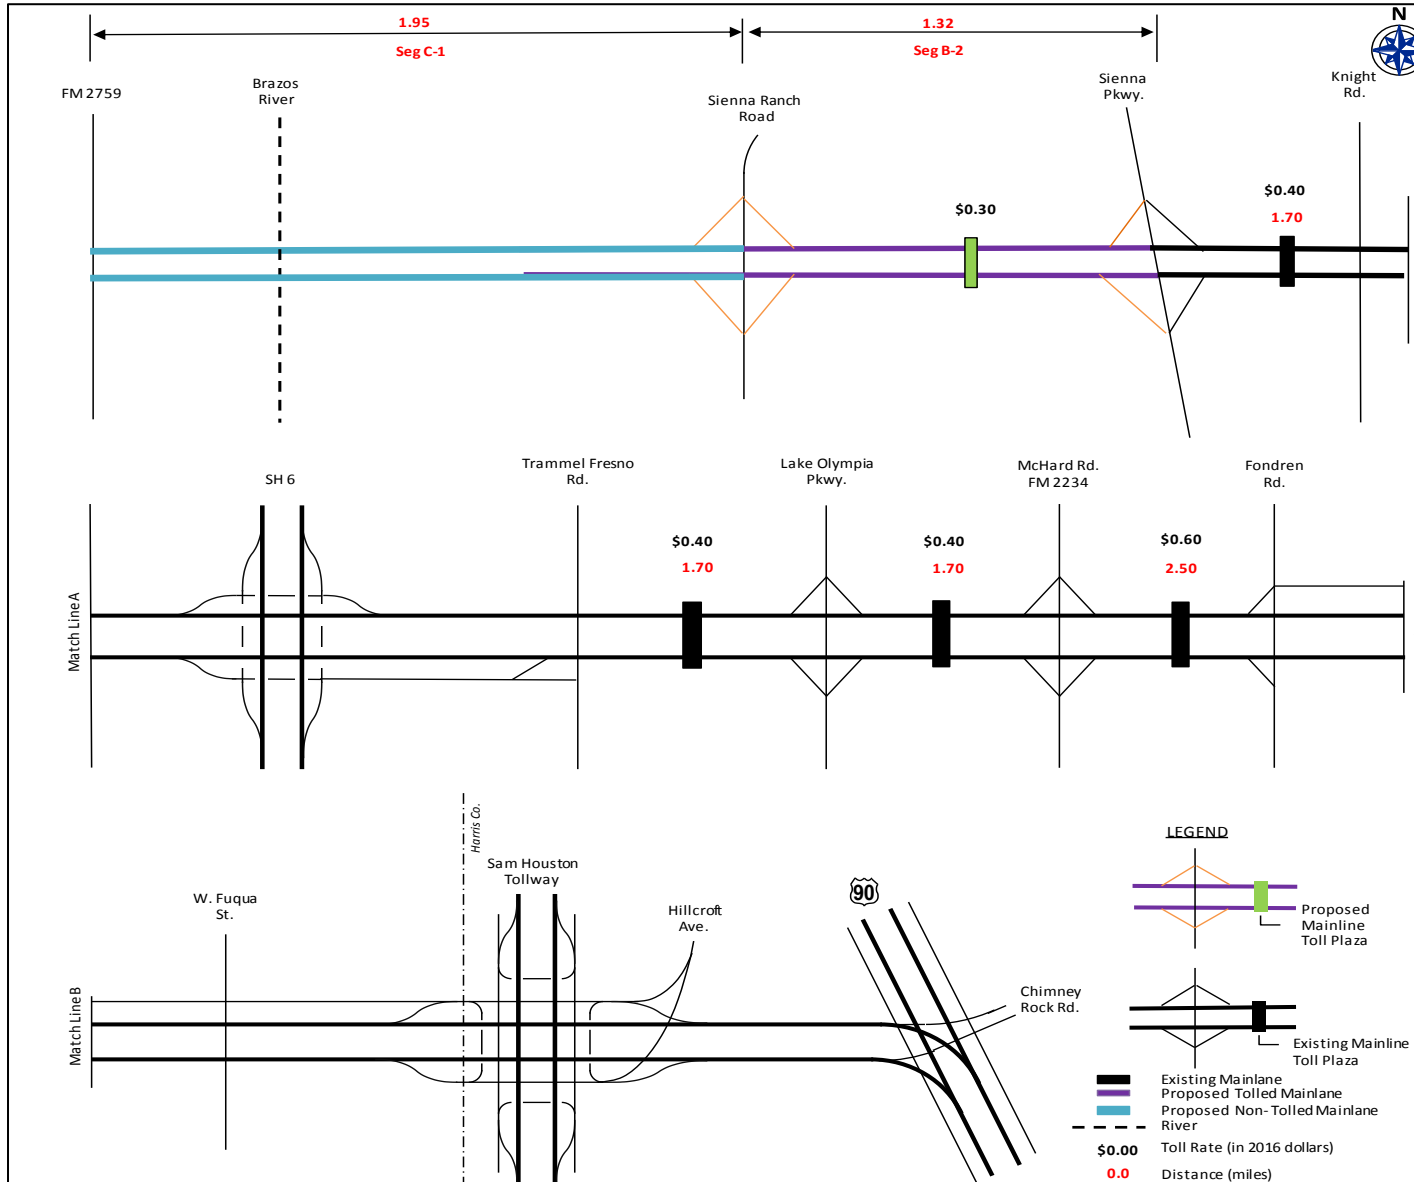 1.95
1.32
N
Seg C-1
Seg B-2
FM 2759
Brazos
River
Sienna Ranch
Road
Sienna
Pkwy.
Knight
Rd.
$0.30
$0.40
1.70
SH 6
Trammel Fresno
Rd.
Lake Olympia
Pkwy.
McHard Rd.
FM 2234
Fondren
Rd.
$0.40
1.70
$0.40
1.70
$0.60
2.50
Match Line A
Harris Co.
W. Fuqua
St.
Sam Houston
Tollway
Hillcroft
Ave.
90
Chimney
Rock Rd.
Match Line B
LEGEND
Proposed
Mainline
Toll Plaza
Existing Mainline
Toll Plaza
Existing Mainlane
Proposed Tolled Mainlane
Proposed Non-Tolled Mainlane
River
$0.00 Toll Rate (in 2016 dollars)
0.0 Distance (miles)